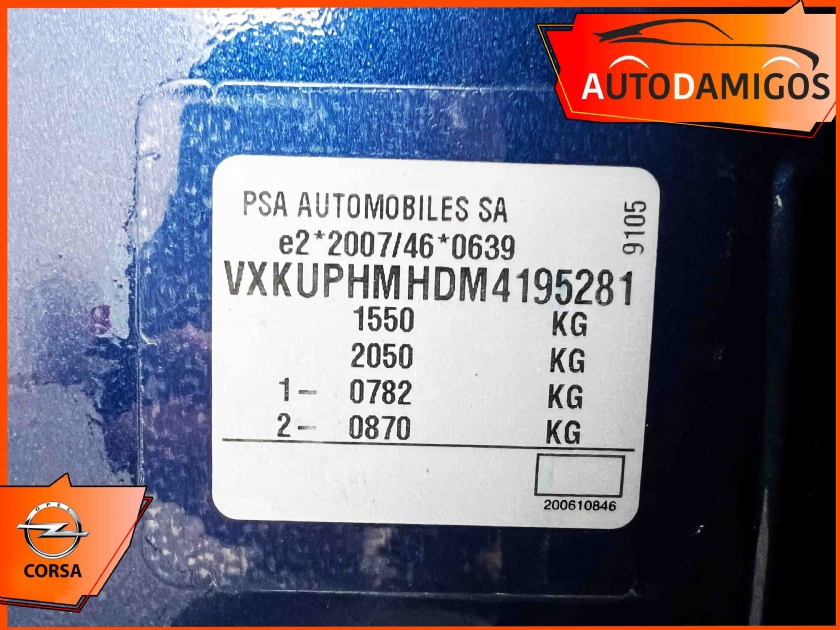 AUTODAMIGOS
PSA AUTOMOBILES SA
9105
e2*2007/46*0639
VXKUPHMHDM4195281
1550 KG
2050 KG
1- 0782 KG
2- 0870 KG
200610846
OPEL
CORSA